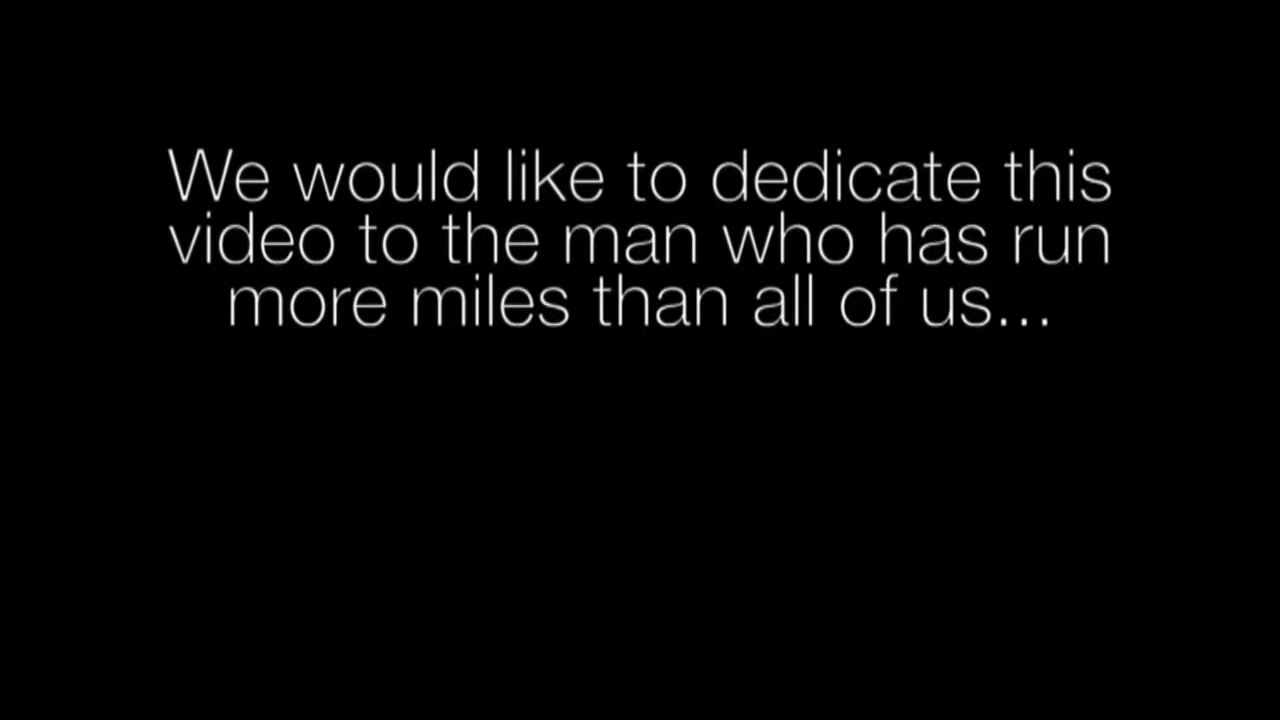 We would like to dedicate this
video to the man who has run
more miles than all of us...